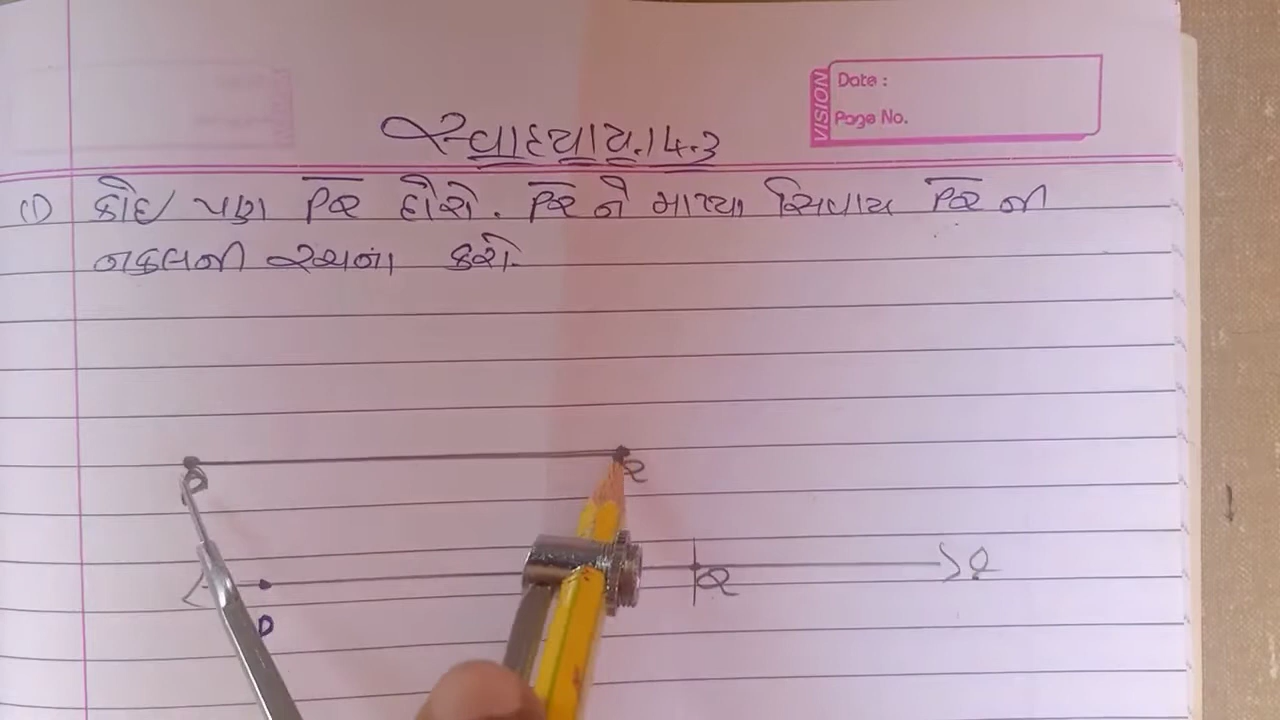 VISION
Date :
Page No.
સ્વાધ્યાય.14.3
(1) કોઈ પણ PQ દોરો. PQ ને માપ્યા સિવાય PQ ની
નકલની રચના કરો.
P Q
Q l
P